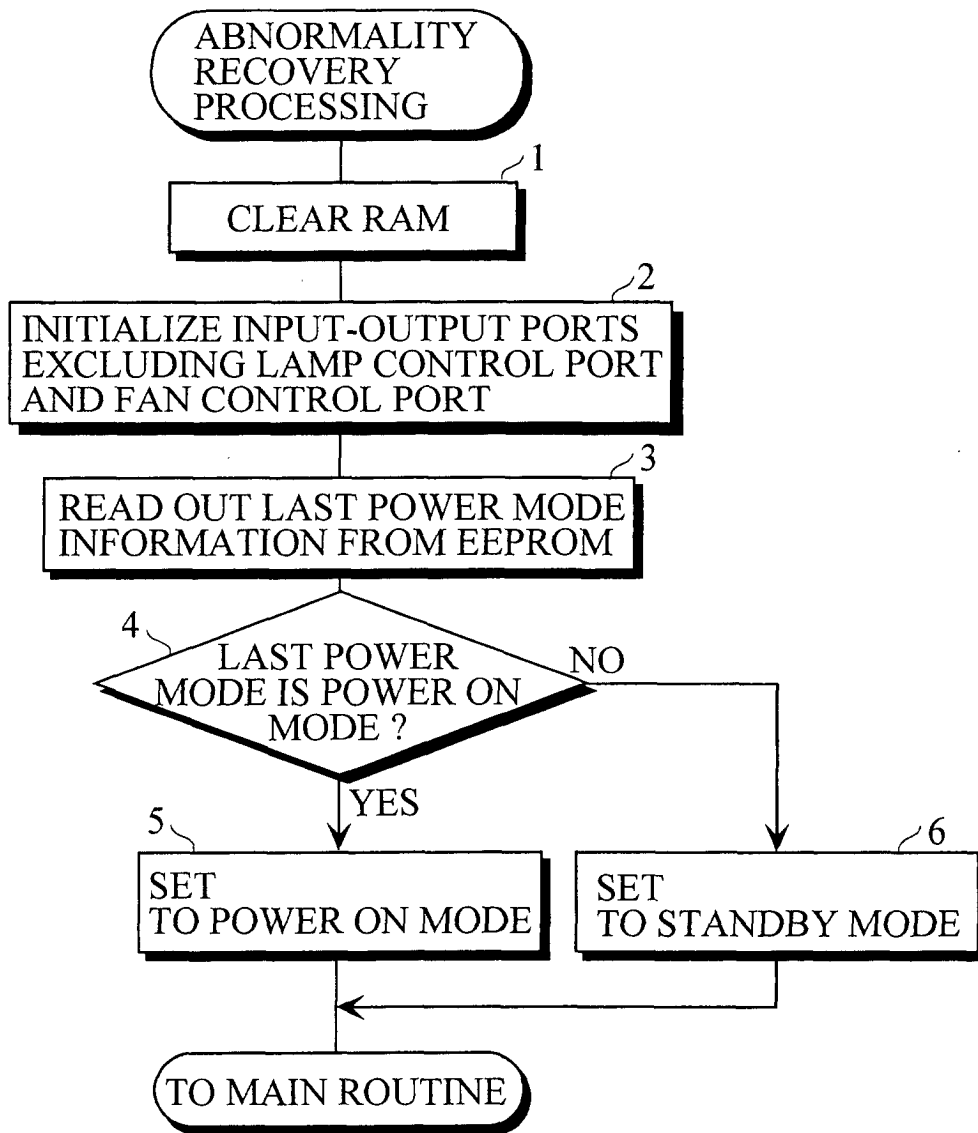 ABNORMALITY
RECOVERY
PROCESSING
1
CLEAR RAM
2
INITIALIZE INPUT-OUTPUT PORTS
EXCLUDING LAMP CONTROL PORT
AND FAN CONTROL PORT
3
READ OUT LAST POWER MODE
INFORMATION FROM EEPROM
4
LAST POWER
MODE IS POWER ON
MODE ?
NO
YES
5
SET
TO POWER ON MODE
6
SET
TO STANDBY MODE
TO MAIN ROUTINE